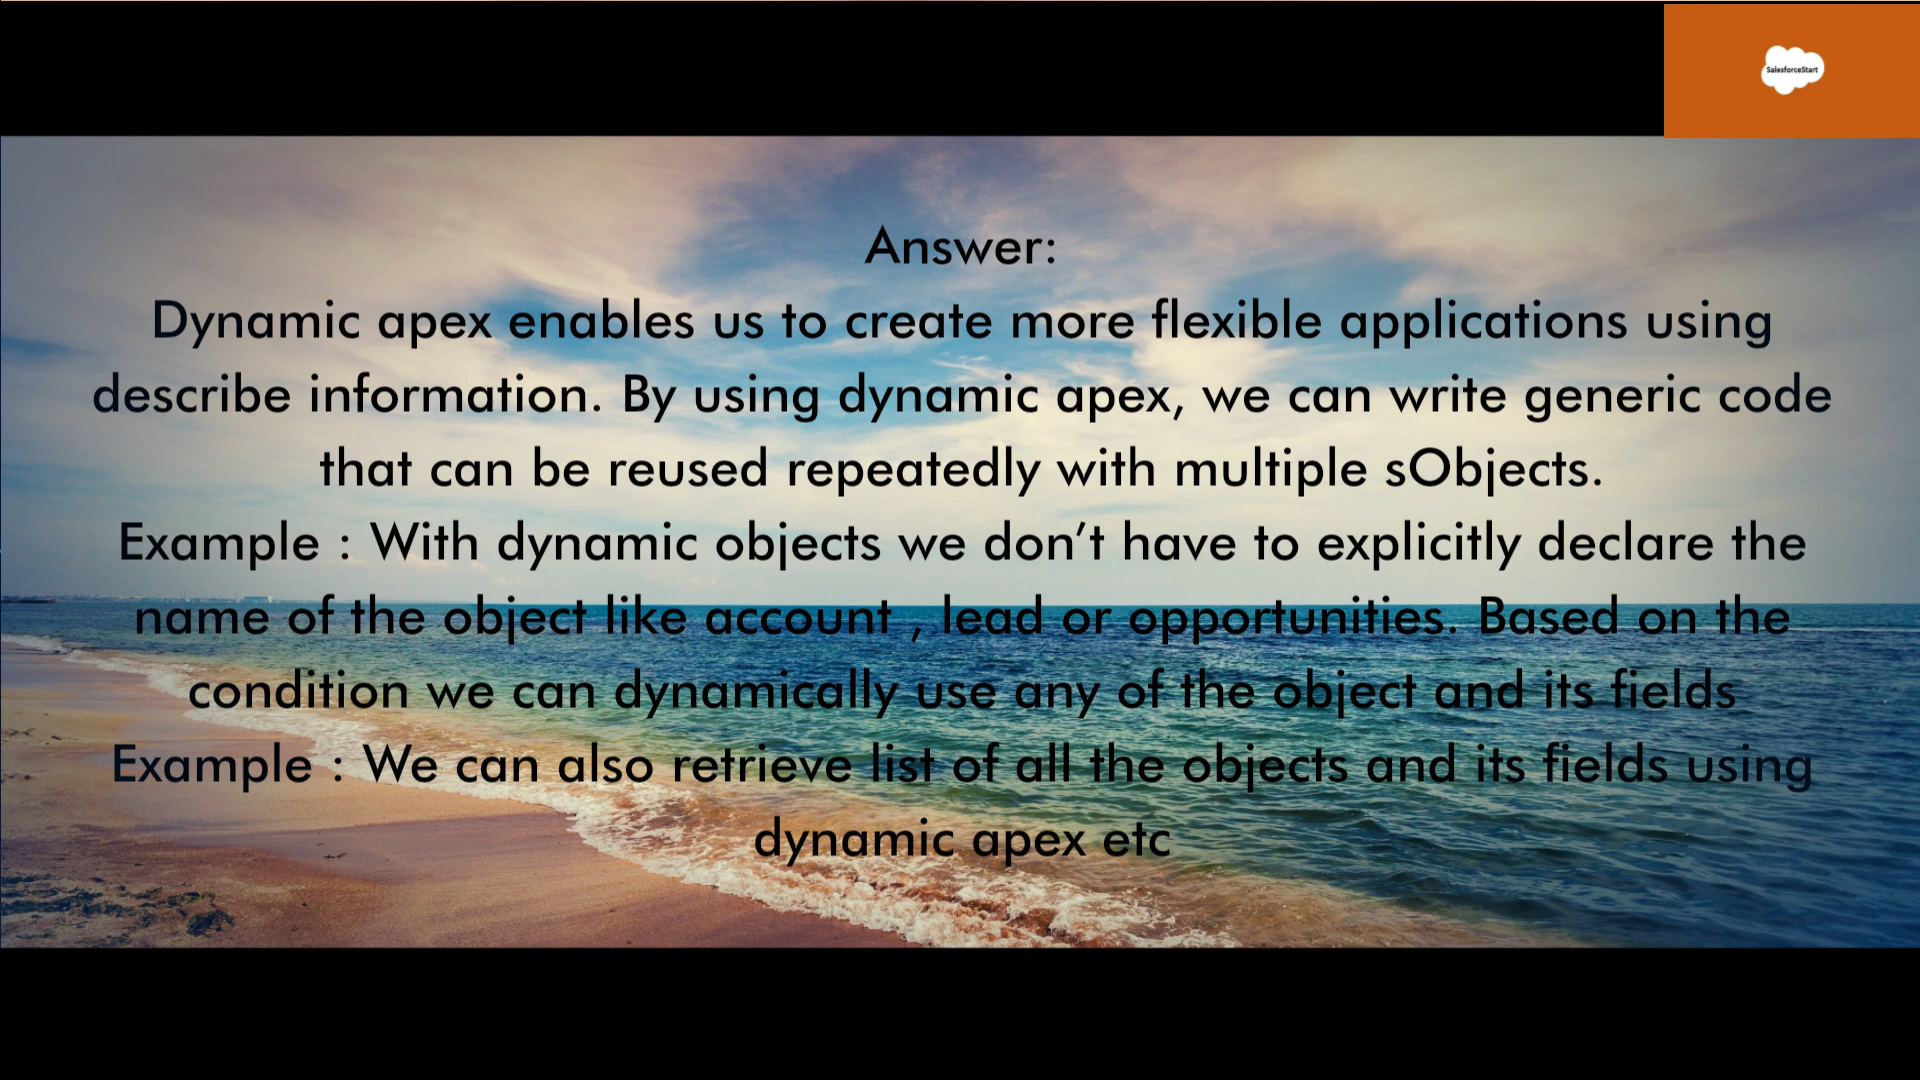 SalesforceStart
Answer:
Dynamic apex enables us to create more flexible applications using
describe information. By using dynamic apex, we can write generic code
that can be reused repeatedly with multiple sObjects.
Example : With dynamic objects we don’t have to explicitly declare the
name of the object like account , lead or opportunities. Based on the
condition we can dynamically use any of the object and its fields
Example : We can also retrieve list of all the objects and its fields using
dynamic apex etc